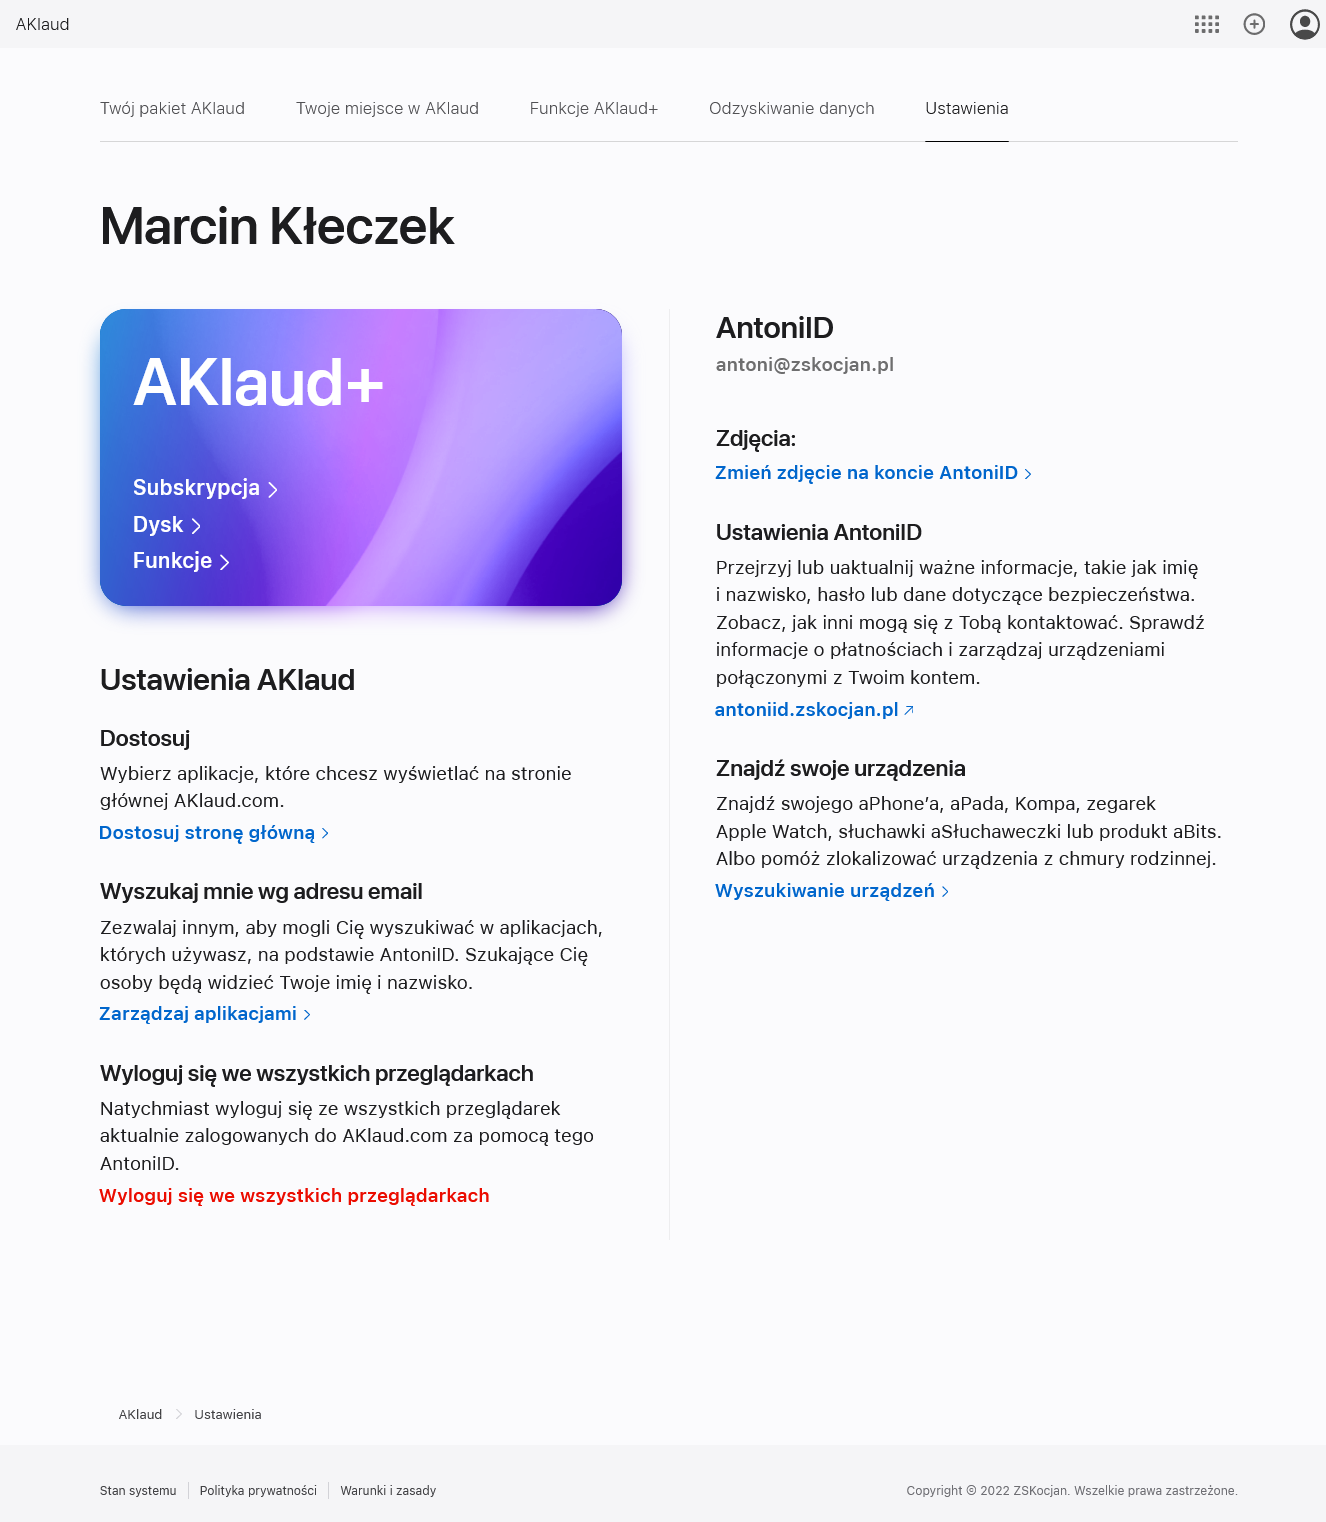 AKlaud
Twój pakiet AKlaud
Twoje miejsce w AKlaud
Funkcje AKlaud+
Odzyskiwanie danych
Ustawienia
Marcin Kłeczek
AKlaud+
Subskrypcja
Dysk
Funkcje
Ustawienia AKlaud
Dostosuj
Wybierz aplikacje, które chcesz wyświetlać na stronie
głównej AKlaud.com.
Dostosuj stronę główną
Wyszukaj mnie wg adresu email
Zezwalaj innym, aby mogli Cię wyszukiwać w aplikacjach,
których używasz, na podstawie AntoniID. Szukające Cię
osoby będą widzieć Twoje imię i nazwisko.
Zarządzaj aplikacjami
Wyloguj się we wszystkich przeglądarkach
Natychmiast wyloguj się ze wszystkich przeglądarek
aktualnie zalogowanych do AKlaud.com za pomocą tego
AntoniID.
Wyloguj się we wszystkich przeglądarkach
AntoniID
antoni@zskocjan.pl
Zdjęcia:
Zmień zdjęcie na koncie AntoniID
Ustawienia AntoniID
Przejrzyj lub uaktualnij ważne informacje, takie jak imię
i nazwisko, hasło lub dane dotyczące bezpieczeństwa.
Zobacz, jak inni mogą się z Tobą kontaktować. Sprawdź
informacje o płatnościach i zarządzaj urządzeniami
połączonymi z Twoim kontem.
antoniid.zskocjan.pl
Znajdź swoje urządzenia
Znajdź swojego aPhone’a, aPada, Kompa, zegarek
Apple Watch, słuchawki aSłuchaweczki lub produkt aBits.
Albo pomóż zlokalizować urządzenia z chmury rodzinnej.
Wyszukiwanie urządzeń
AKlaud
Ustawienia
Stan systemu
Polityka prywatności
Warunki i zasady
Copyright © 2022 ZSKocjan. Wszelkie prawa zastrzeżone.